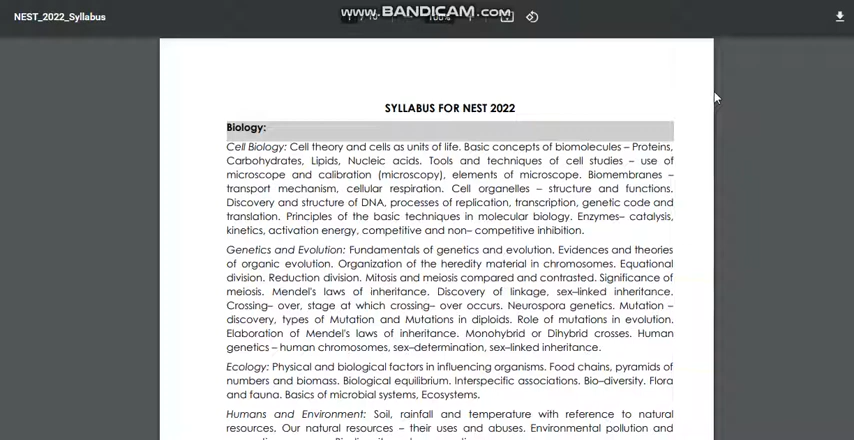 www.BANDICAM.com
NEST_2022_Syllabus
SYLLABUS FOR NEST 2022
Biology:
Cell Biology: Cell theory and cells as units of life. Basic concepts of biomolecules – Proteins,
Carbohydrates, Lipids, Nucleic acids. Tools and techniques of cell studies – use of
microscope and calibration (microscopy), elements of microscope. Biomembranes –
transport mechanism, cellular respiration. Cell organelles – structure and functions.
Discovery and structure of DNA, processes of replication, transcription, genetic code and
translation. Principles of the basic techniques in molecular biology. Enzymes– catalysis,
kinetics, activation energy, competitive and non– competitive inhibition.
Genetics and Evolution: Fundamentals of genetics and evolution. Evidences and theories
of organic evolution. Organization of the heredity material in chromosomes. Equational
division. Reduction division. Mitosis and meiosis compared and contrasted. Significance of
meiosis. Mendel's laws of inheritance. Discovery of linkage, sex–linked inheritance.
Crossing– over, stage at which crossing– over occurs. Neurospora genetics. Mutation –
discovery, types of Mutation and Mutations in diploids. Role of mutations in evolution.
Elaboration of Mendel's laws of inheritance. Monohybrid or Dihybrid crosses. Human
genetics – human chromosomes, sex–determination, sex–linked inheritance.
Ecology: Physical and biological factors in influencing organisms. Food chains, pyramids of
numbers and biomass. Biological equilibrium. Interspecific associations. Bio–diversity. Flora
and fauna. Basics of microbial systems, Ecosystems.
Humans and Environment: Soil, rainfall and temperature with reference to natural
resources. Our natural resources – their uses and abuses. Environmental pollution and